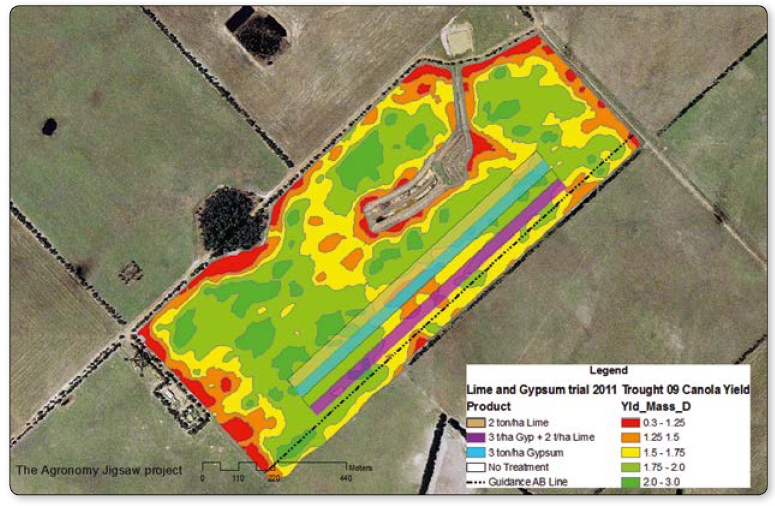 The Agronomy Jigsaw project
0 110 220 440
Meters
Legend
Lime and Gypsum trial 2011 Trought 09 Canola Yield
Product Yld_Mass_D
2 ton/ha Lime 0.3 - 1.25
3 t/ha Gyp + 2 t/ha Lime 1.25 1.5
3 ton/ha Gypsum 1.5 - 1.75
No Treatment 1.75 - 2.0
Guidance AB Line 2.0 - 3.0